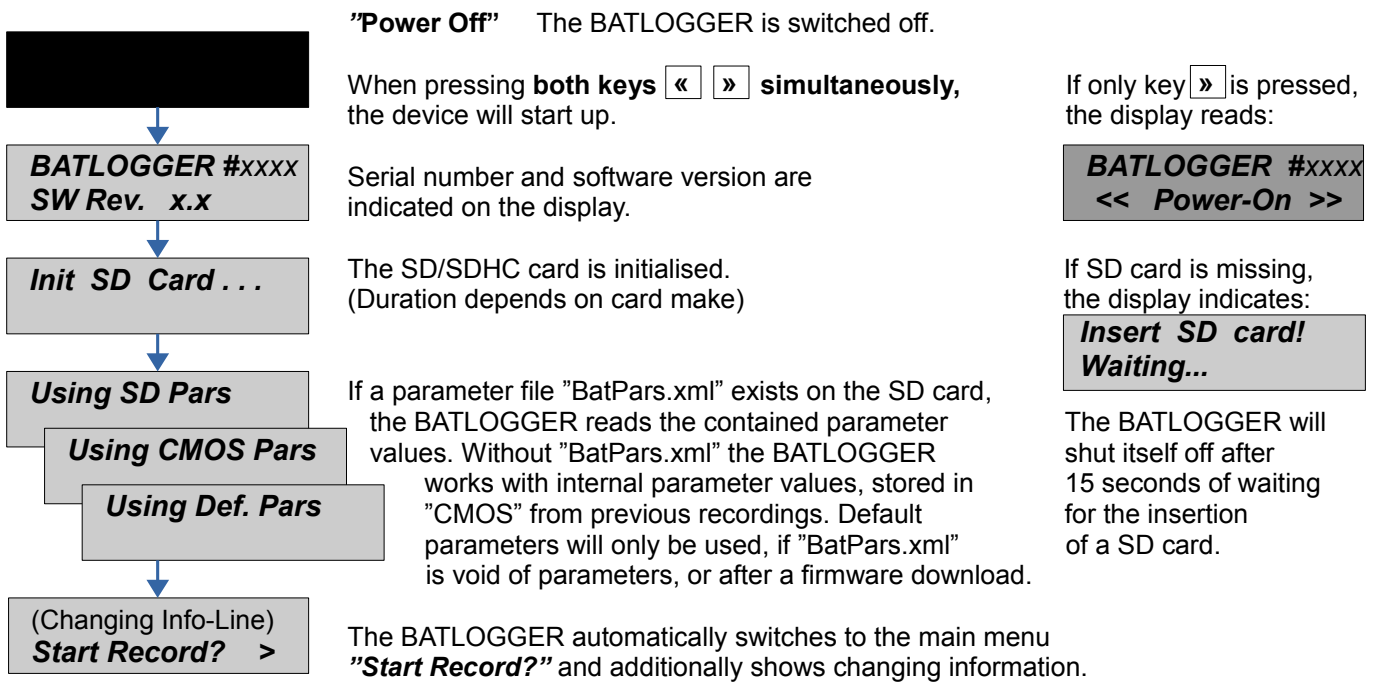 ”Power Off” The BATLOGGER is switched off.
When pressing both keys « » simultaneously,
the device will start up.
If only key » is pressed,
the display reads:
BATLOGGER #xxxx
SW Rev. x.x
Serial number and software version are
indicated on the display.
BATLOGGER #xxxx
<< Power-On >>
Init SD Card . . .
The SD/SDHC card is initialised.
(Duration depends on card make)
If SD card is missing,
the display indicates:
Insert SD card!
Waiting...
Using SD Pars
Using CMOS Pars
Using Def. Pars
If a parameter file ”BatPars.xml” exists on the SD card,
the BATLOGGER reads the contained parameter
values. Without ”BatPars.xml” the BATLOGGER
works with internal parameter values, stored in
”CMOS” from previous recordings. Default
parameters will only be used, if ”BatPars.xml”
is void of parameters, or after a firmware download.
The BATLOGGER will
shut itself off after
15 seconds of waiting
for the insertion
of a SD card.
(Changing Info-Line)
Start Record? >
The BATLOGGER automatically switches to the main menu
”Start Record?” and additionally shows changing information.